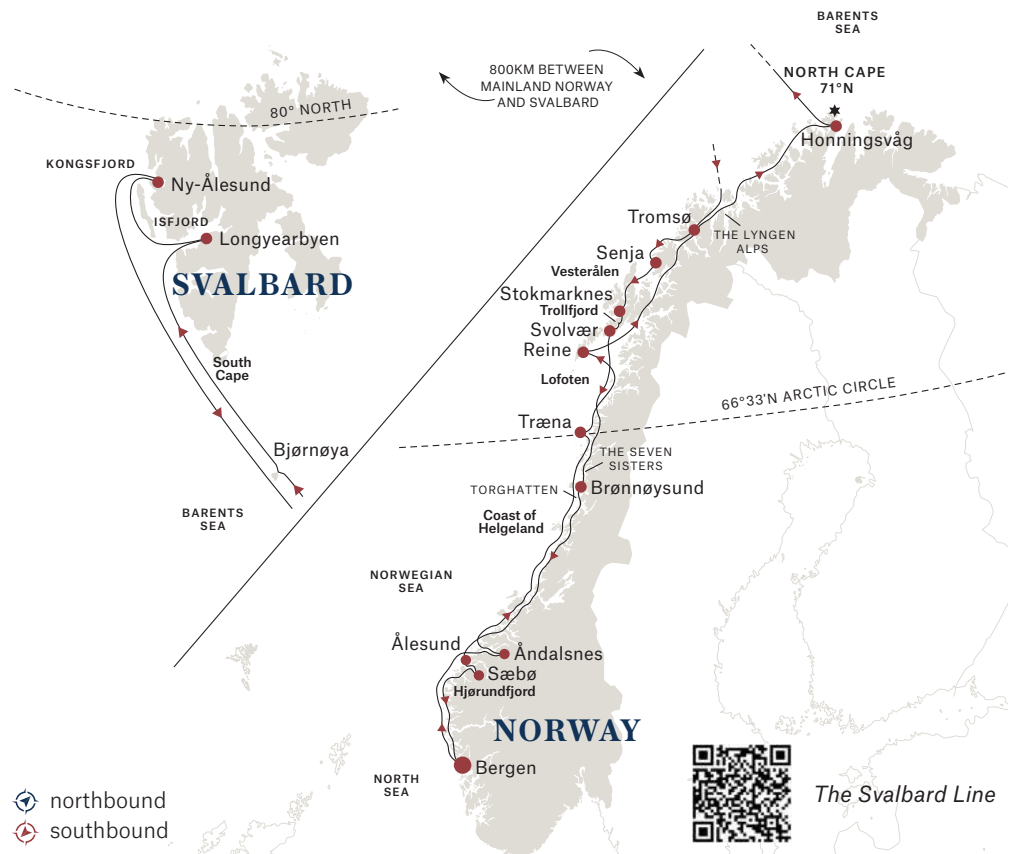 BARENTS
SEA
800KM BETWEEN
MAINLAND NORWAY
AND SVALBARD
NORTH CAPE
71°N
80° NORTH
Honningsvåg
KONGSFJORD
Ny-Ålesund
ISFJORD
Longyearbyen
SVALBARD
Tromsø
THE LYNGEN
ALPS
Senja
Vesterålen
Stokmarknes
Trollfjord
Svolvær
Reine
Lofoten
South
Cape
66°33'N ARCTIC CIRCLE
Træna
Bjørnøya
THE SEVEN
SISTERS
TORGHATTEN
Brønnøysund
BARENTS
SEA
Coast of
Helgeland
NORWEGIAN
SEA
Ålesund
Åndalsnes
Sæbø
Hjørundfjord
NORWAY
Bergen
NORTH
SEA
northbound
southbound
The Svalbard Line